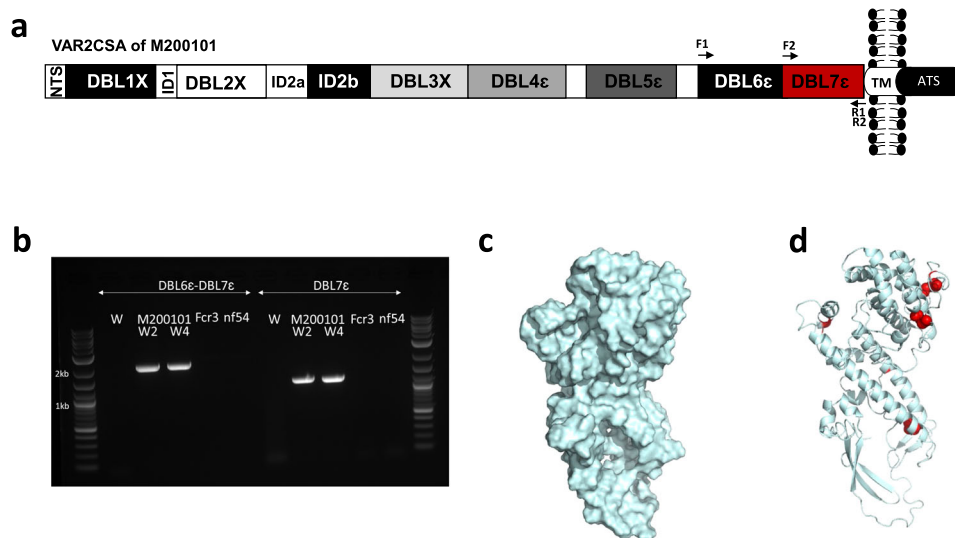 a
VAR2CSA of M200101
F1 F2
NTS DBL1X ID1 DBL2X ID2a ID2b DBL3X DBL4ε DBL5ε DBL6ε DBL7ε TM ATS
R1
R2
b
DBL6ε-DBL7ε DBL7ε
W M200101 Fcr3 nf54 W M200101 Fcr3 nf54
W2 W4 W2 W4
2kb
1kb
c
d